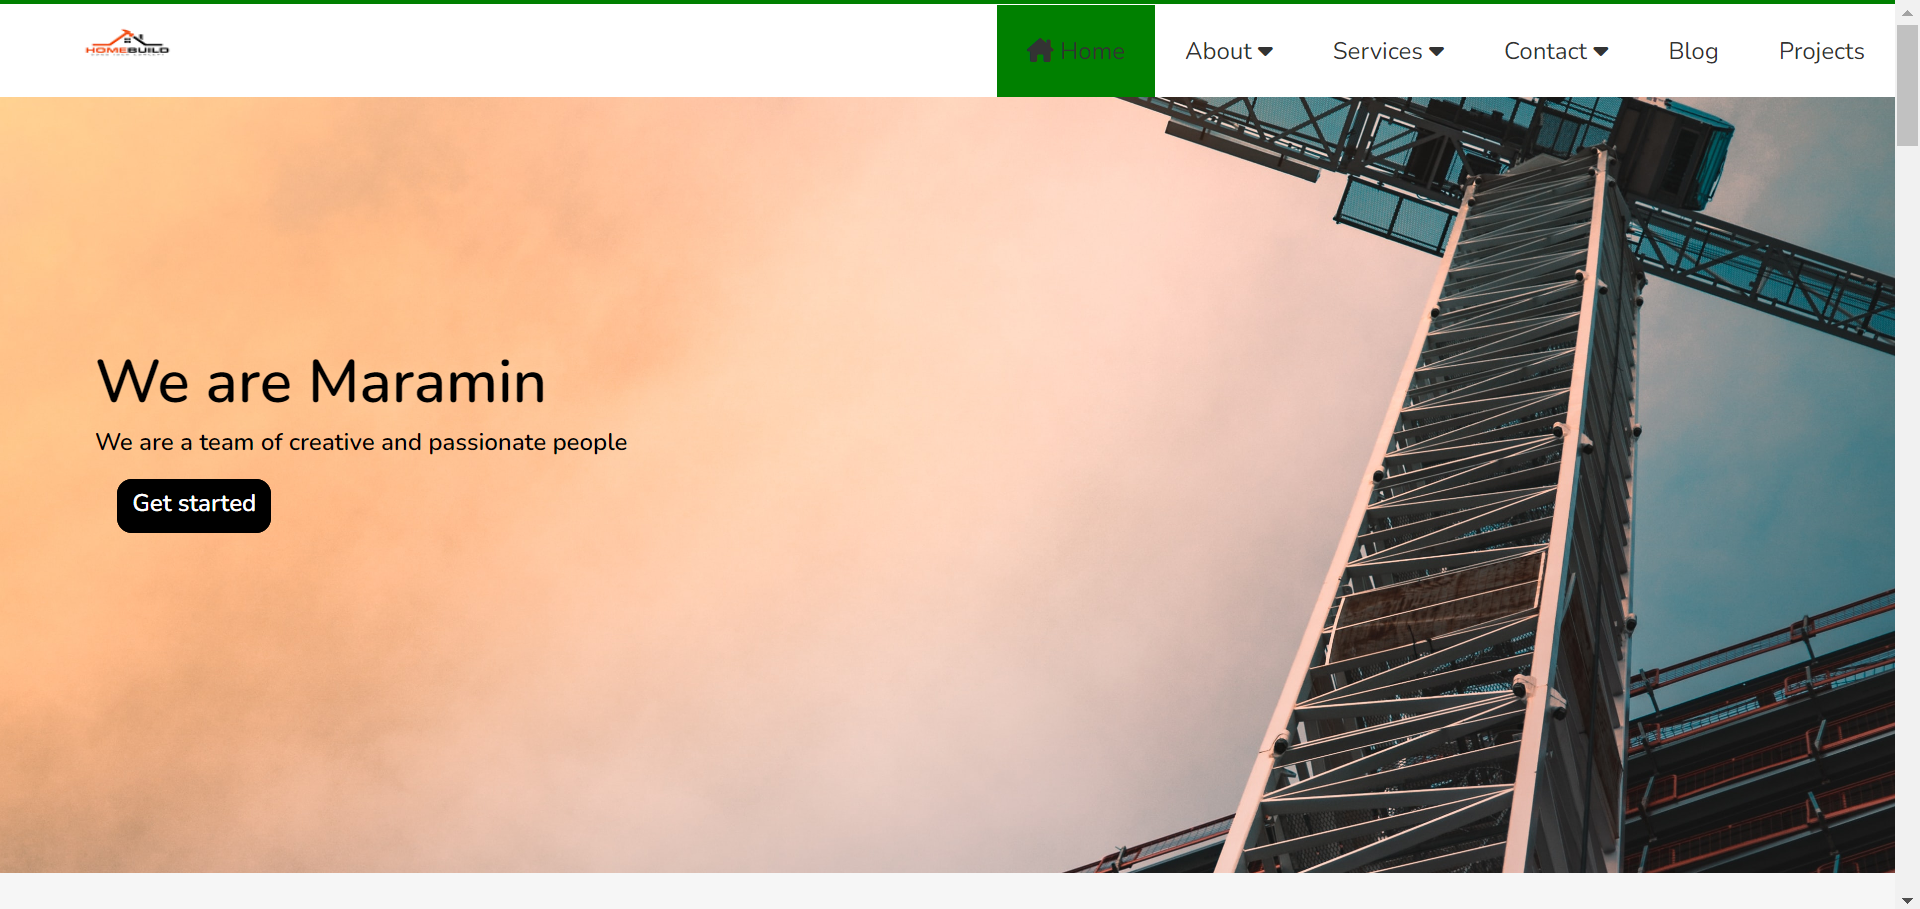 HOMEBUILD
Home
About
Services
Contact
Blog
Projects
We are Maramin
We are a team of creative and passionate people
Get started